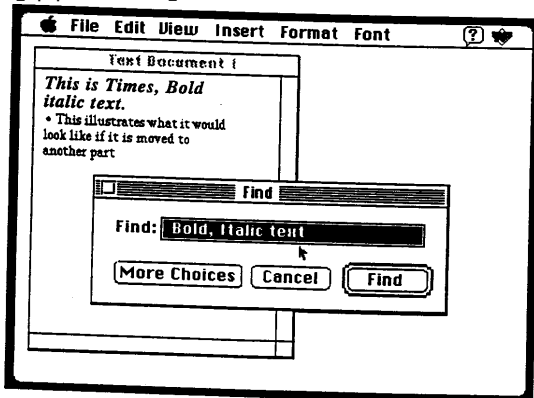 File Edit View Insert Format Font ?
Text Document 1
This is Times, Bold
italic text.
• This illustrates what it would
look like if it is moved to
another part
Find
Find: Bold, Italic text
More Choices Cancel Find